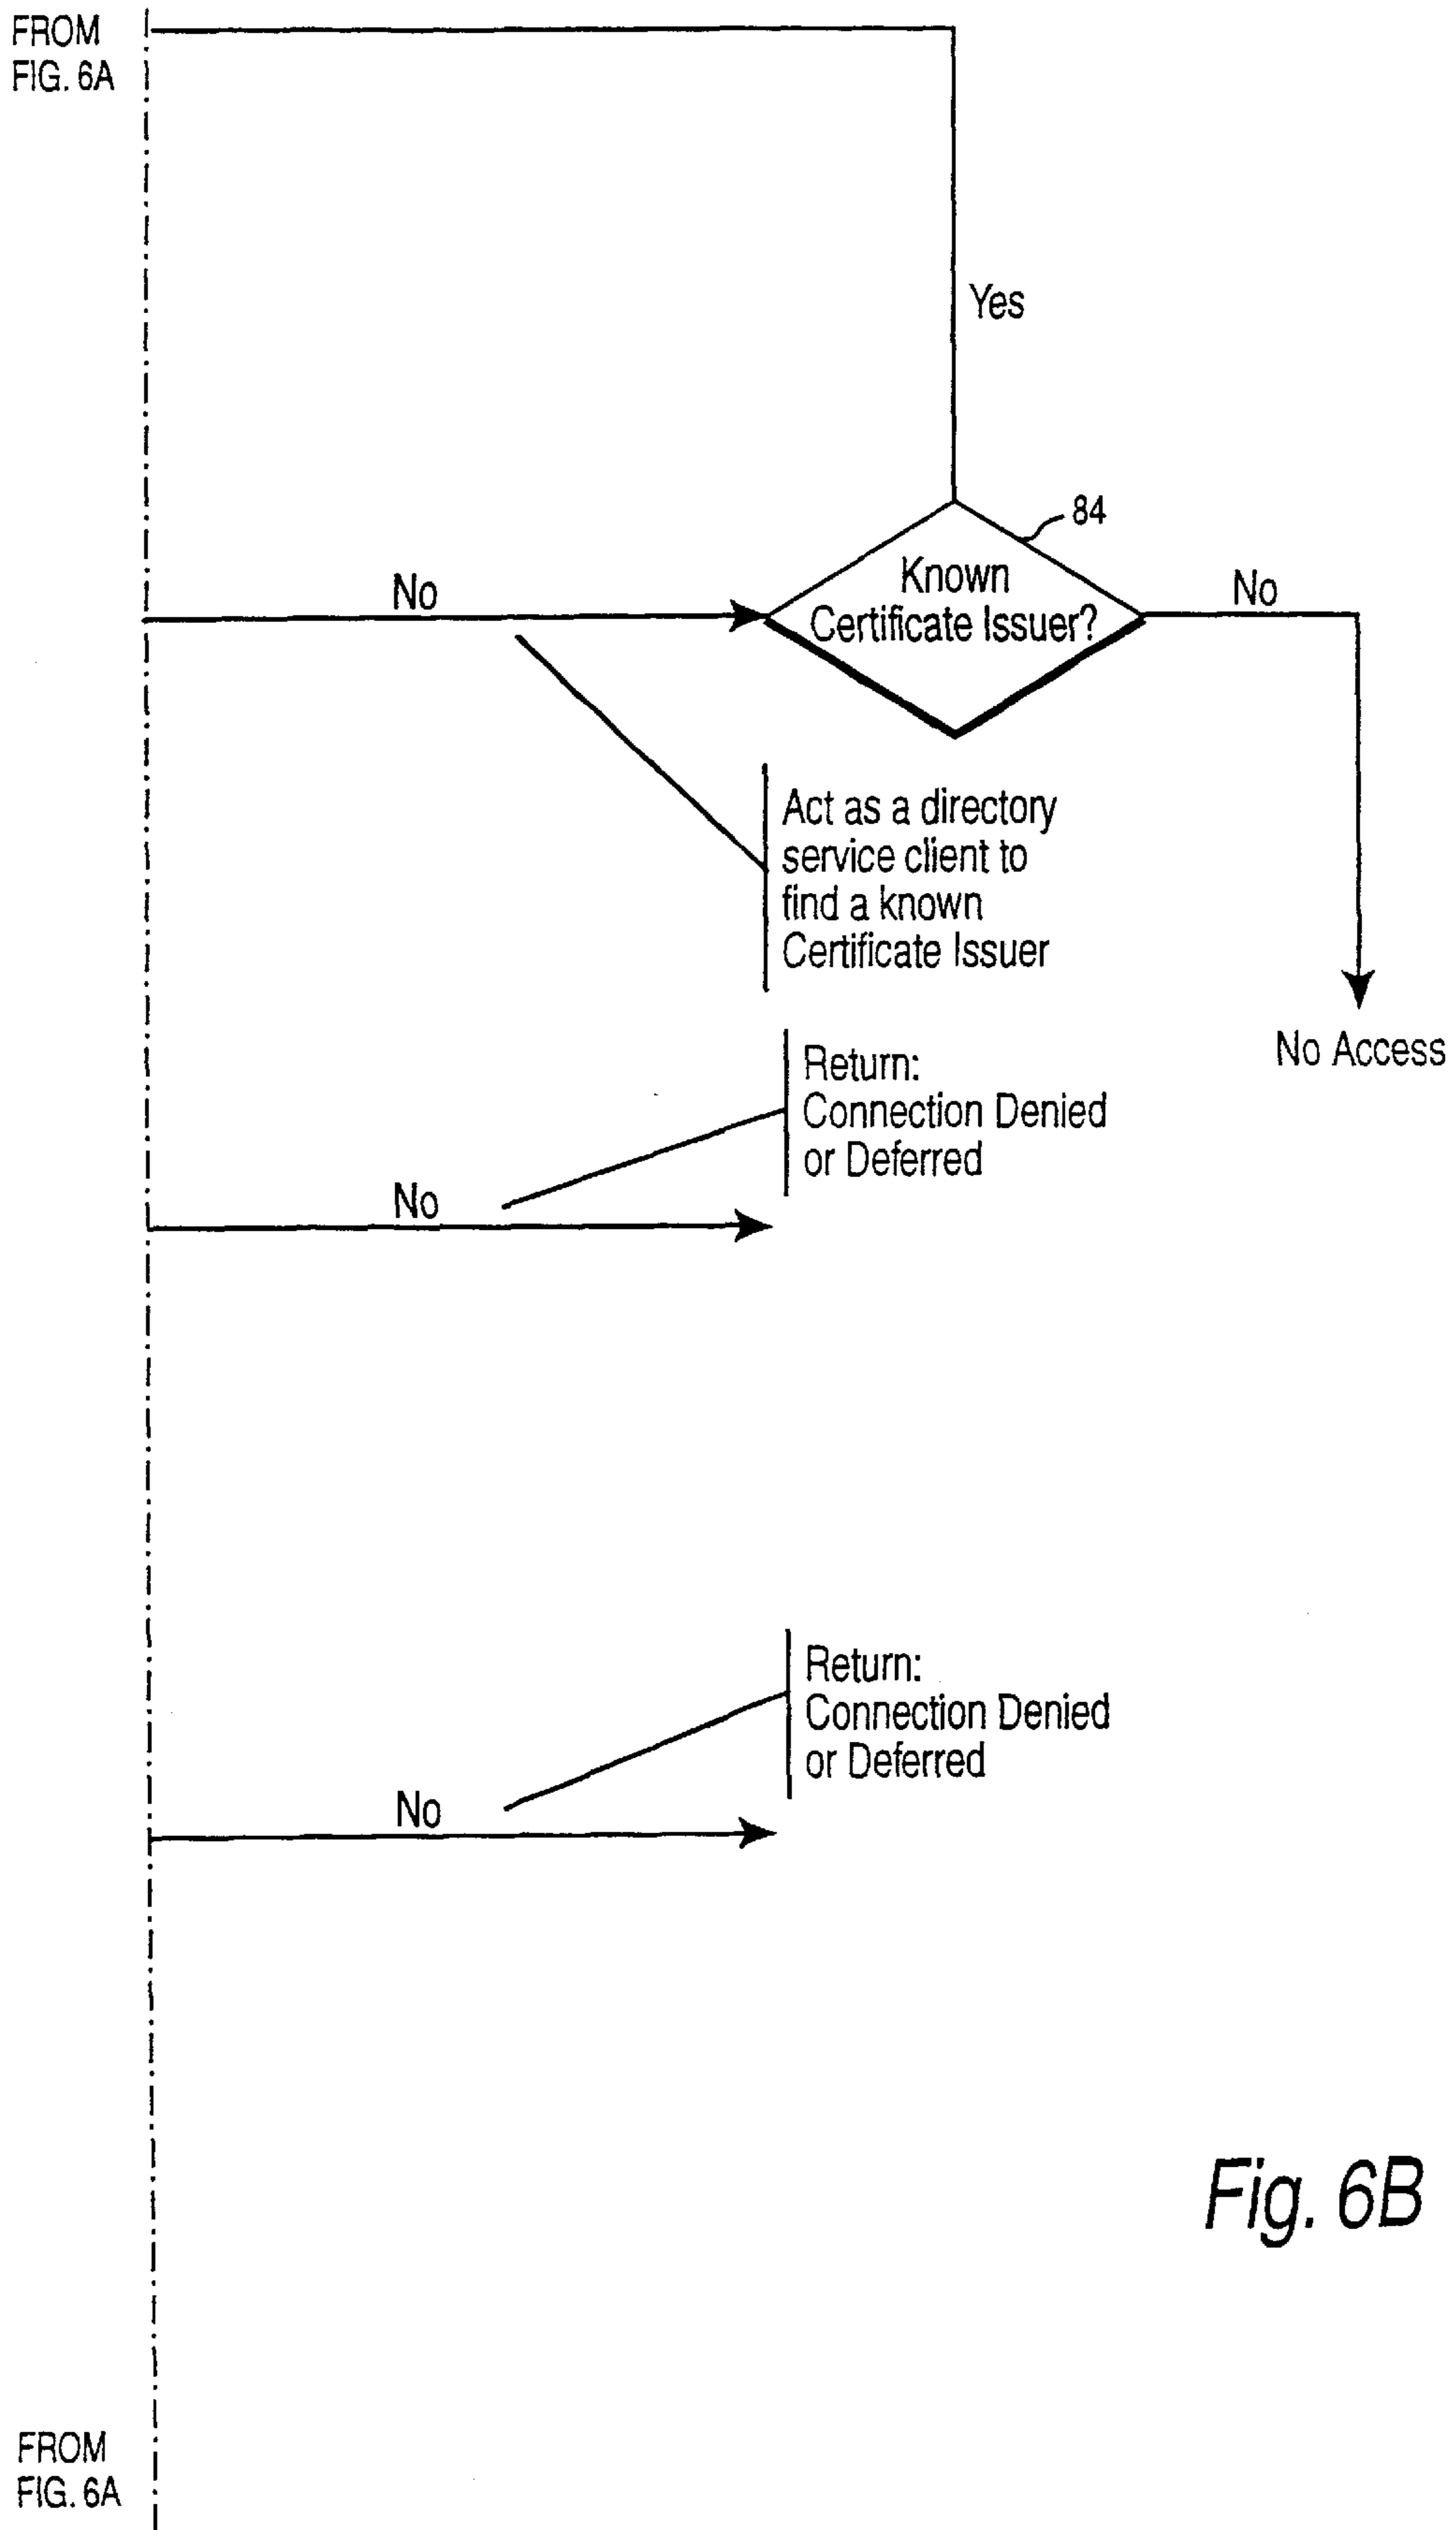 FROM
FIG. 6A
Yes
84
Known
Certificate Issuer?
No
No
Act as a directory
service client to
find a known
Certificate Issuer
No Access
Return:
Connection Denied
or Deferred
No
Return:
Connection Denied
or Deferred
No
Fig. 6B
FROM
FIG. 6A